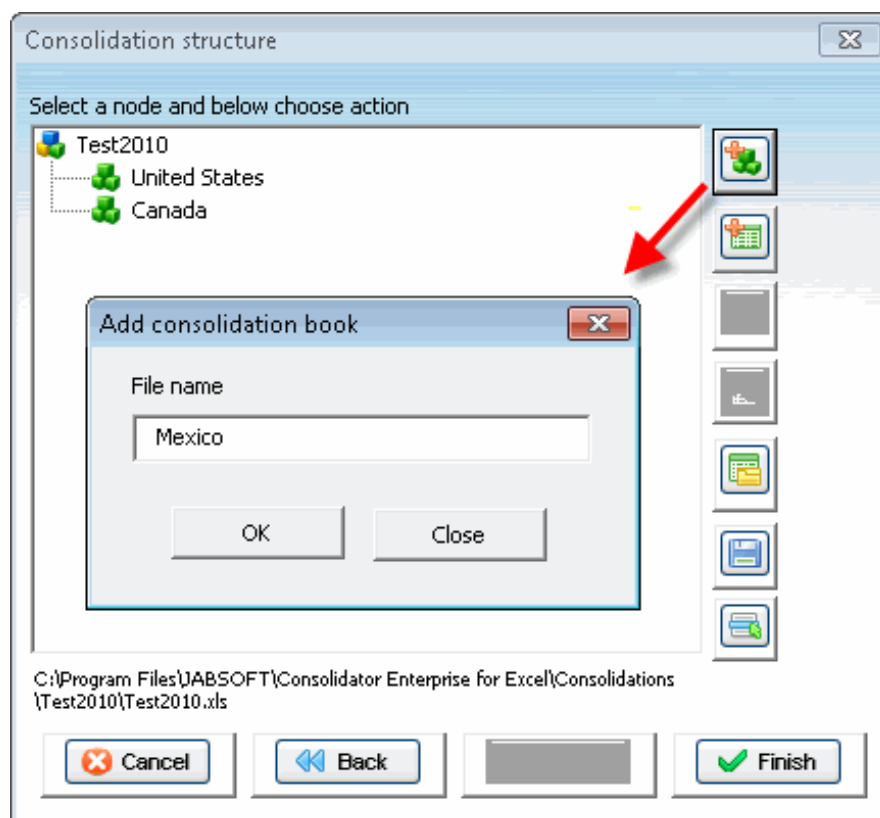 Consolidation structure
Select a node and below choose action
Test2010
United States
Canada
Add consolidation book
File name
Mexico
OK
Close
C:\Program Files\JABSOFT\Consolidator Enterprise for Excel\Consolidations
\Test2010\Test2010.xls
Cancel
Back
Finish